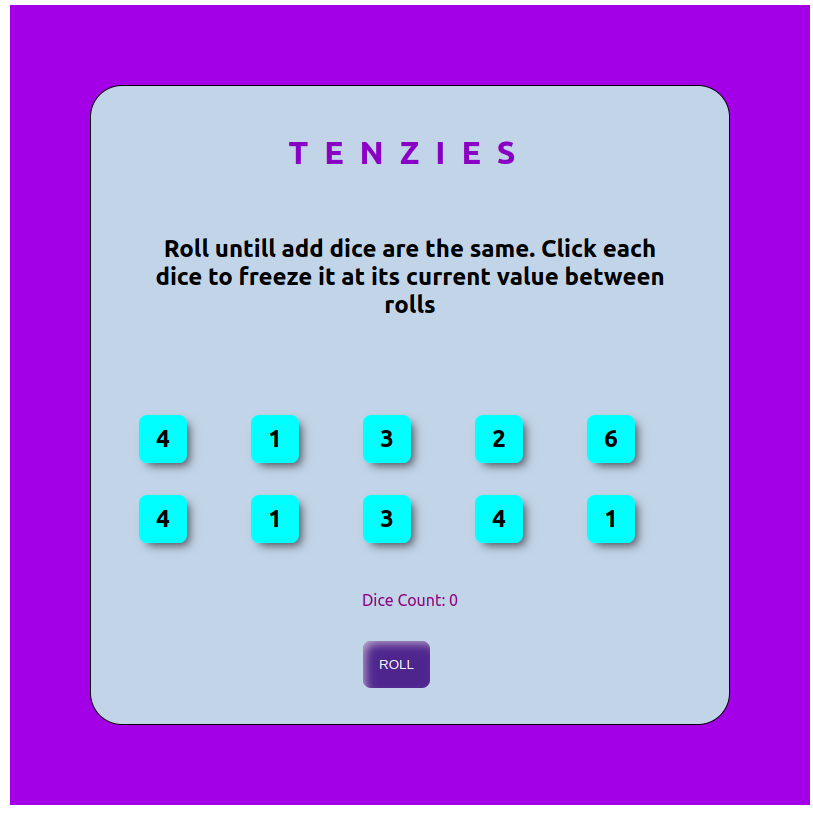 TENZIES
Roll untill add dice are the same. Click each
dice to freeze it at its current value between
rolls
4 1 3 2 6
4 1 3 4 1
Dice Count: 0
ROLL